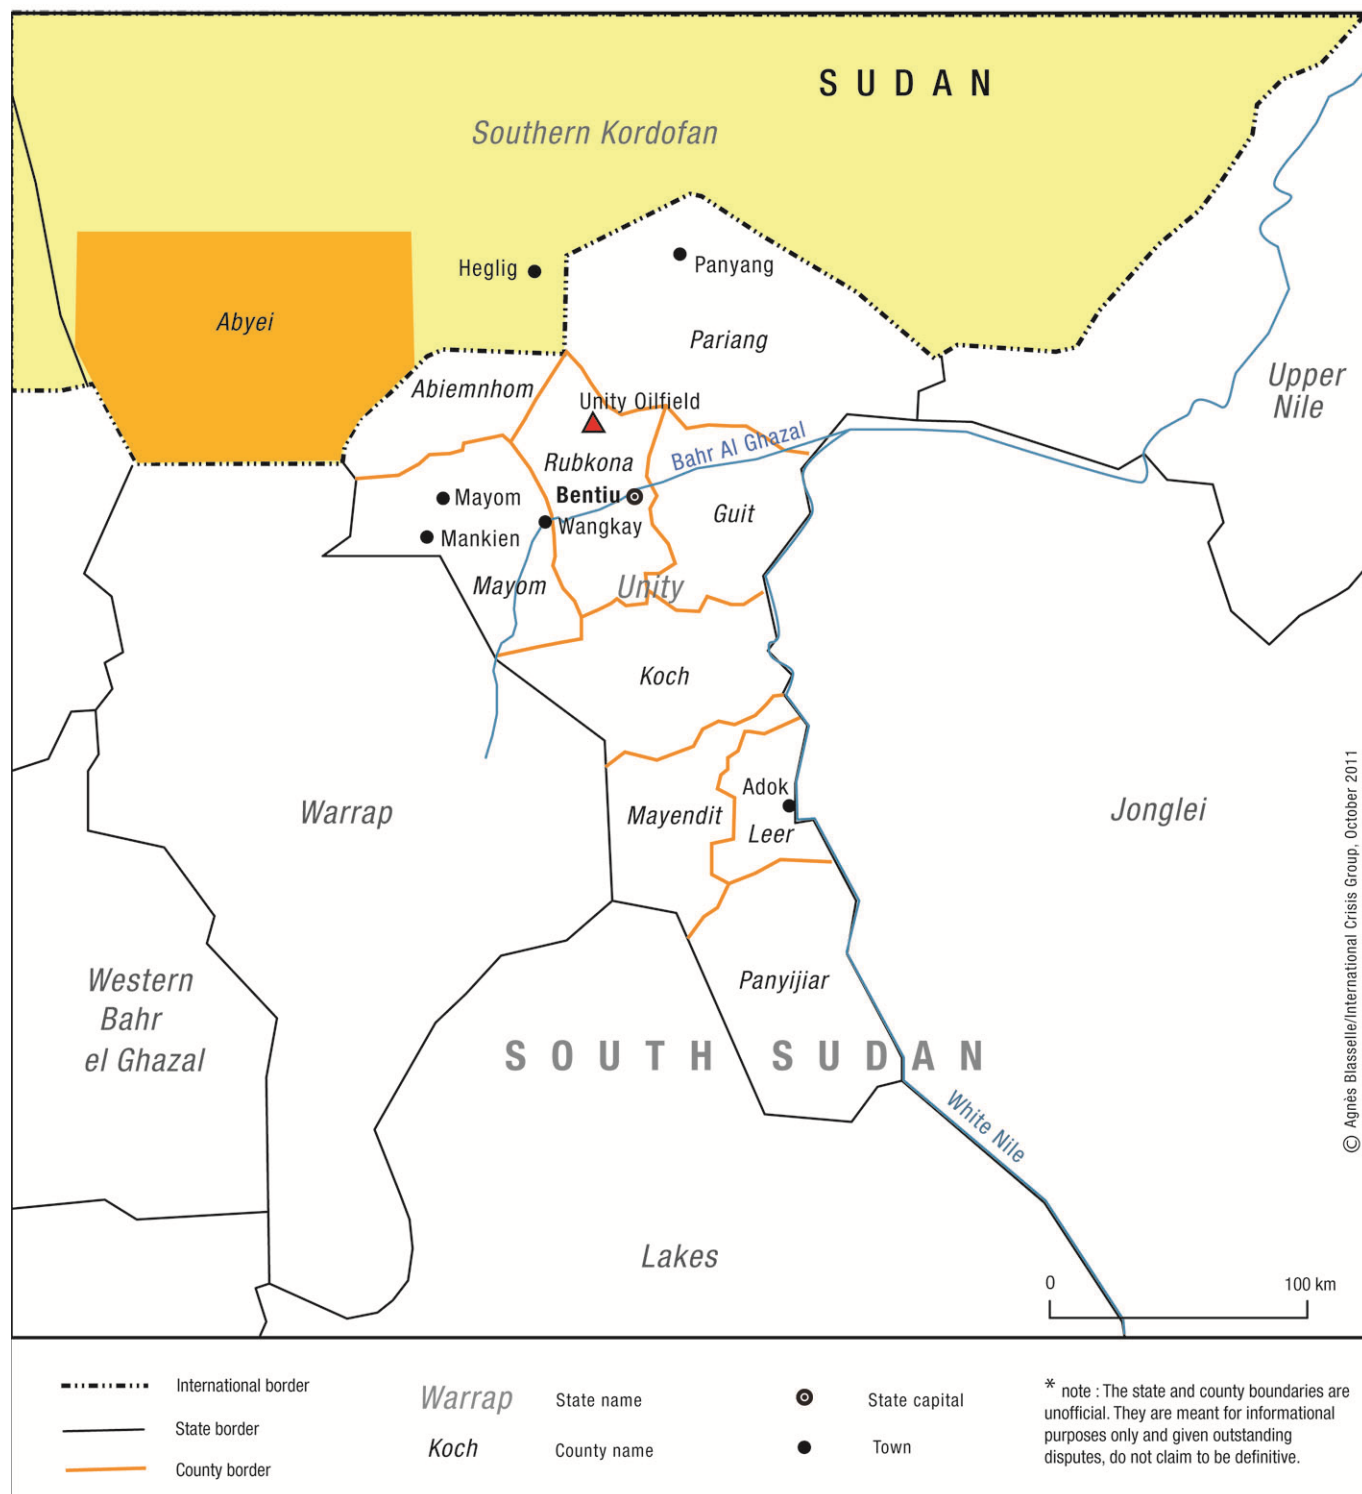 S U D A N
Southern Kordofan
Heglig
Panyang
Abyei
Pariang
Abiemnhom
Unity Oilfield
Upper
Nile
Bahr Al Ghazal
Rubkona
Bentiu
Mayom
Guit
Wangkay
Mankien
Mayom
Unity
Koch
Warrap
Adok
Mayendit
Leer
Jonglei
Western
Bahr
el Ghazal
Panyijiar
S O U T H S U D A N
White Nile
Lakes
0 100 km
© Agnès Blasselle/International Crisis Group, October 2011
International border
State border
County border
Warrap State name
Koch County name
State capital
Town
* note : The state and county boundaries are
unofficial. They are meant for informational
purposes only and given outstanding
disputes, do not claim to be definitive.